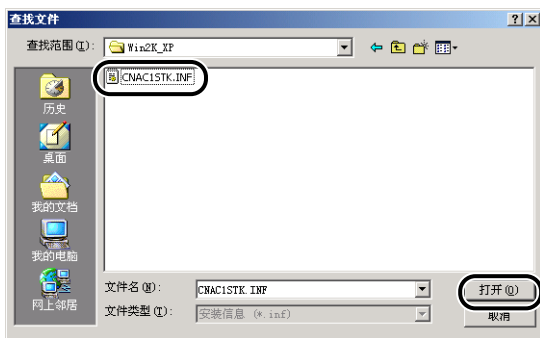 查找文件
查找范围(I): Win2K_XP
CNAC1STK.INF
历史
桌面
我的文档
我的电脑
网上邻居
文件名(N): CNAC1STK.INF 打开(O)
文件类型(T): 安装信息 (*.inf) 取消